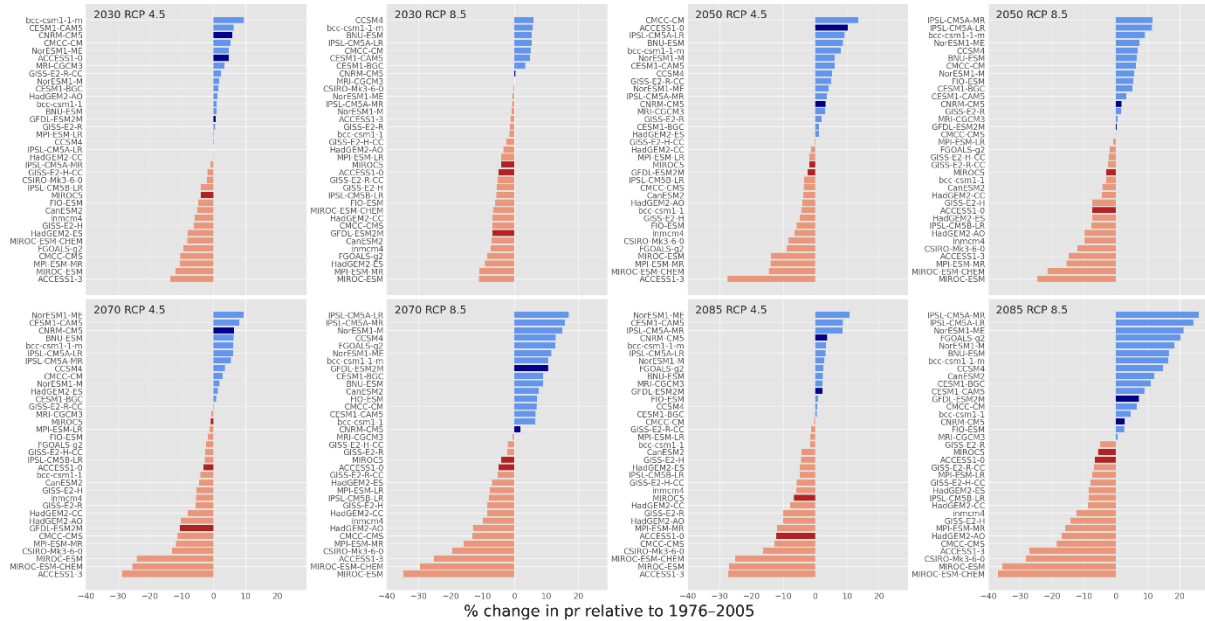 2030 RCP 4.5
bcc-csm1-1-m
CESM1-CAM5
CNRM-CM5
CMCC-CM
NorESM1-ME
ACCESS1-0
MRI-CGCM3
GISS-E2-R-CC
NorESM1-M
CESM1-BGC
HadGEM2-AO
bcc-csm1-1
BNU-ESM
GFDL-ESM2M
GISS-E2-R
MPI-ESM-LR
CCSM4
IPSL-CM5A-LR
HadGEM2-CC
IPSL-CM5A-MR
GISS-E2-H-CC
CSIRO-Mk3-6-0
IPSL-CM5B-LR
MIROC5
FIO-ESM
CanESM2
inmcm4
GISS-E2-H
HadGEM2-ES
MIROC-ESM-CHEM
FGOALS-g2
CMCC-CMS
MPI-ESM-MR
MIROC-ESM
ACCESS1-3
2030 RCP 8.5
CCSM4
bcc-csm1-1-m
BNU-ESM
IPSL-CM5A-LR
CMCC-CM
CESM1-CAM5
CESM1-BGC
CNRM-CM5
MRI-CGCM3
CSIRO-Mk3-6-0
NorESM1-ME
IPSL-CM5A-MR
NorESM1-M
ACCESS1-3
GISS-E2-R
bcc-csm1-1
GISS-E2-H-CC
HadGEM2-AO
MPI-ESM-LR
MIROC5
ACCESS1-0
GISS-E2-R-CC
GISS-E2-H
IPSL-CM5B-LR
FIO-ESM
MIROC-ESM-CHEM
HadGEM2-CC
CMCC-CMS
GFDL-ESM2M
CanESM2
inmcm4
FGOALS-g2
HadGEM2-ES
MPI-ESM-MR
MIROC-ESM
2050 RCP 4.5
CMCC-CM
ACCESS1-0
IPSL-CM5A-LR
BNU-ESM
bcc-csm1-1-m
NorESM1-M
CESM1-CAM5
CCSM4
GISS-E2-R-CC
NorESM1-ME
IPSL-CM5A-MR
CNRM-CM5
MRI-CGCM3
GISS-E2-R
CESM1-BGC
HadGEM2-ES
GISS-E2-H-CC
HadGEM2-CC
MPI-ESM-LR
MIROC5
GFDL-ESM2M
IPSL-CM5B-LR
CMCC-CMS
CanESM2
HadGEM2-AO
bcc-csm1-1
GISS-E2-H
FIO-ESM
inmcm4
CSIRO-Mk3-6-0
FGOALS-g2
MIROC-ESM
MPI-ESM-MR
MIROC-ESM-CHEM
ACCESS1-3
2050 RCP 8.5
IPSL-CM5A-MR
IPSL-CM5A-LR
bcc-csm1-1-m
NorESM1-ME
CCSM4
BNU-ESM
CMCC-CM
NorESM1-M
FIO-ESM
CESM1-BGC
CESM1-CAM5
CNRM-CM5
GISS-E2-R
MRI-CGCM3
GFDL-ESM2M
CMCC-CMS
MPI-ESM-LR
FGOALS-g2
GISS-E2-H-CC
GISS-E2-R-CC
MIROC5
bcc-csm1-1
CanESM2
HadGEM2-CC
GISS-E2-H
ACCESS1-0
HadGEM2-ES
IPSL-CM5B-LR
HadGEM2-AO
inmcm4
CSIRO-Mk3-6-0
ACCESS1-3
MPI-ESM-MR
MIROC-ESM-CHEM
MIROC-ESM
2070 RCP 4.5
NorESM1-ME
CESM1-CAM5
CNRM-CM5
BNU-ESM
bcc-csm1-1-m
IPSL-CM5A-LR
IPSL-CM5A-MR
CCSM4
CMCC-CM
NorESM1-M
HadGEM2-ES
CESM1-BGC
GISS-E2-R-CC
MRI-CGCM3
MIROC5
MPI-ESM-LR
FIO-ESM
FGOALS-g2
GISS-E2-H-CC
IPSL-CM5B-LR
ACCESS1-0
bcc-csm1-1
CanESM2
GISS-E2-H
inmcm4
GISS-E2-R
HadGEM2-CC
HadGEM2-AO
GFDL-ESM2M
CMCC-CMS
MPI-ESM-MR
CSIRO-Mk3-6-0
MIROC-ESM
MIROC-ESM-CHEM
ACCESS1-3
−40 −30 −20 −10 0 10 20
2070 RCP 8.5
IPSL-CM5A-LR
IPSL-CM5A-MR
NorESM1-M
CCSM4
FGOALS-g2
NorESM1-ME
bcc-csm1-1-m
GFDL-ESM2M
CESM1-BGC
BNU-ESM
CanESM2
FIO-ESM
CMCC-CM
CESM1-CAM5
bcc-csm1-1
CNRM-CM5
MRI-CGCM3
GISS-E2-H-CC
GISS-E2-R
MIROC5
ACCESS1-0
GISS-E2-R-CC
HadGEM2-ES
MPI-ESM-LR
IPSL-CM5B-LR
GISS-E2-H
HadGEM2-CC
inmcm4
HadGEM2-AO
CMCC-CMS
MPI-ESM-MR
CSIRO-Mk3-6-0
ACCESS1-3
MIROC-ESM-CHEM
MIROC-ESM
−40 −30 −20 −10 0 10 20
2085 RCP 4.5
NorESM1-ME
CESM1-CAM5
IPSL-CM5A-MR
CNRM-CM5
bcc-csm1-1-m
IPSL-CM5A-LR
NorESM1-M
FGOALS-g2
BNU-ESM
MRI-CGCM3
GFDL-ESM2M
FIO-ESM
CCSM4
CESM1-BGC
CMCC-CM
GISS-E2-R-CC
MPI-ESM-LR
bcc-csm1-1
CanESM2
GISS-E2-H
HadGEM2-ES
IPSL-CM5B-LR
GISS-E2-H-CC
inmcm4
MIROC5
HadGEM2-CC
GISS-E2-R
HadGEM2-AO
MPI-ESM-MR
ACCESS1-0
CMCC-CMS
CSIRO-Mk3-6-0
MIROC-ESM-CHEM
MIROC-ESM
ACCESS1-3
−40 −30 −20 −10 0 10 20
2085 RCP 8.5
IPSL-CM5A-MR
IPSL-CM5A-LR
NorESM1-ME
FGOALS-g2
NorESM1-M
BNU-ESM
bcc-csm1-1-m
CCSM4
CanESM2
CESM1-BGC
CESM1-CAM5
GFDL-ESM2M
CMCC-CM
bcc-csm1-1
CNRM-CM5
FIO-ESM
MRI-CGCM3
GISS-E2-R
MIROC5
ACCESS1-0
GISS-E2-R-CC
MPI-ESM-LR
GISS-E2-H-CC
HadGEM2-ES
IPSL-CM5B-LR
HadGEM2-CC
inmcm4
GISS-E2-H
MPI-ESM-MR
HadGEM2-AO
CMCC-CMS
ACCESS1-3
CSIRO-Mk3-6-0
MIROC-ESM
MIROC-ESM-CHEM
−40 −30 −20 −10 0 10 20
% change in pr relative to 1976–2005